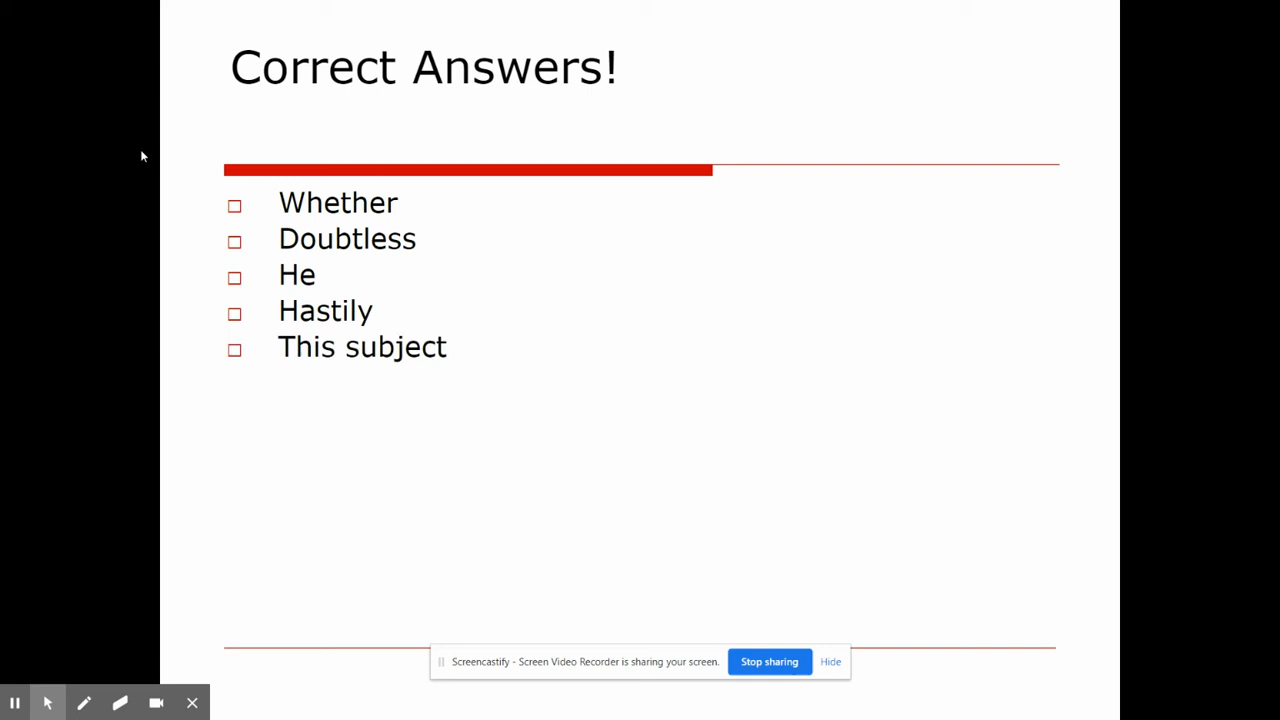 Correct Answers!
Whether
Doubtless
He
Hastily
This subject
Screencastify - Screen Video Recorder is sharing your screen. Stop sharing Hide